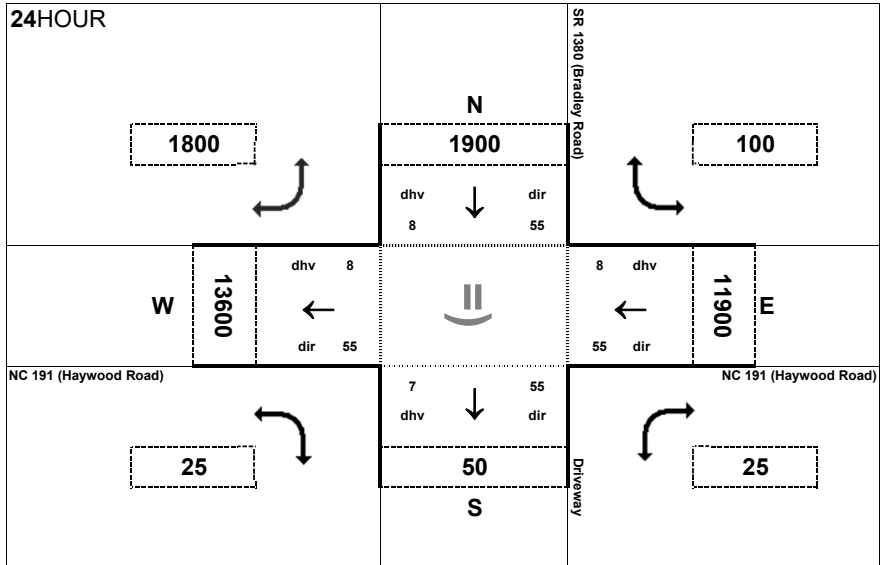 24HOUR
SR 1380 (Bradley Road)
N
1800
1900
100
dhv
dir
8
55
dhv 8
8 dhv
W
13600
11900
E
dir 55
55 dir
NC 191 (Haywood Road)
NC 191 (Haywood Road)
7
55
dhv
dir
25
50
25
Driveway
S